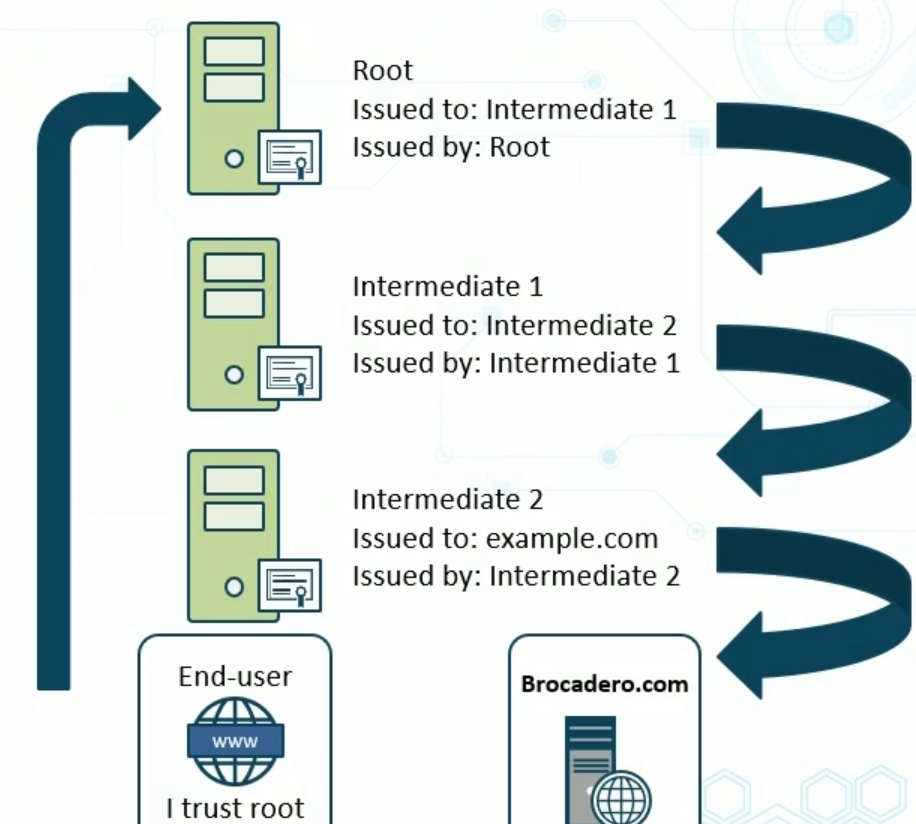 Root
Issued to: Intermediate 1
Issued by: Root
Intermediate 1
Issued to: Intermediate 2
Issued by: Intermediate 1
Intermediate 2
Issued to: example.com
Issued by: Intermediate 2
End-user
www
I trust root
Brocadero.com